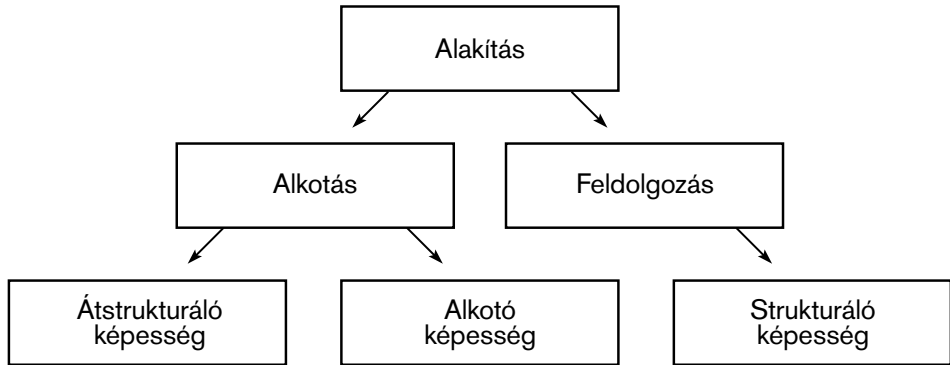 Alakítás
Alkotás
Feldolgozás
Átstrukturáló
képesség
Alkotó
képesség
Strukturáló
képesség